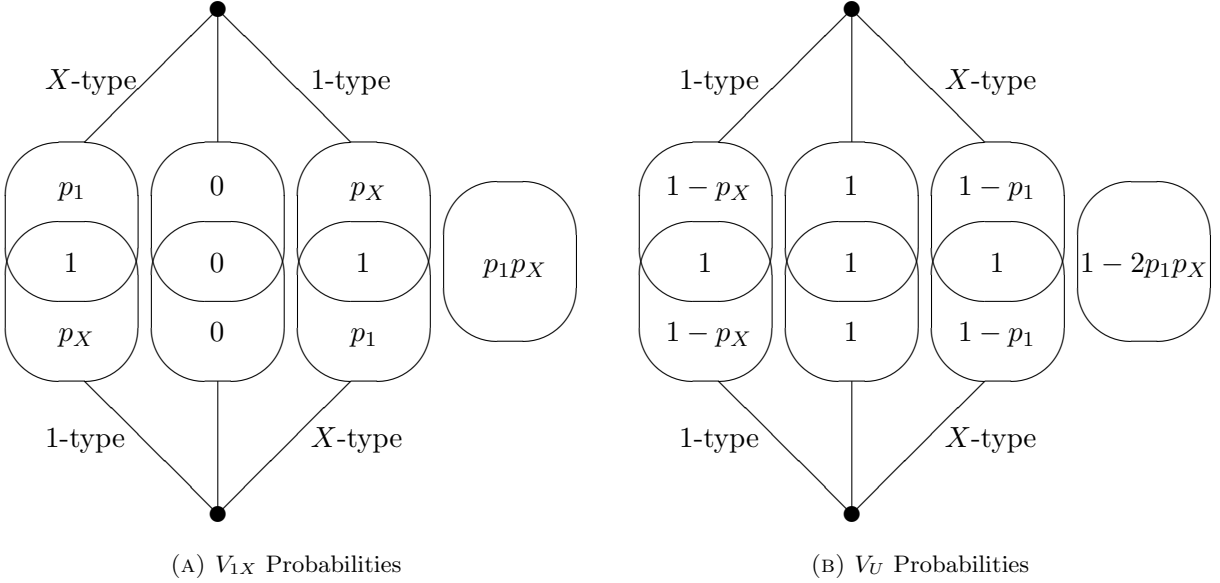 X-type 1-type
p_1 0 p_X
1 0 1 p_1p_X
p_X 0 p_1
1-type X-type
(A) V_{1X} Probabilities
1-type X-type
1 − p_X 1 1 − p_1
1 1 1 1 − 2p_1p_X
1 − p_X 1 1 − p_1
1-type X-type
(B) V_U Probabilities